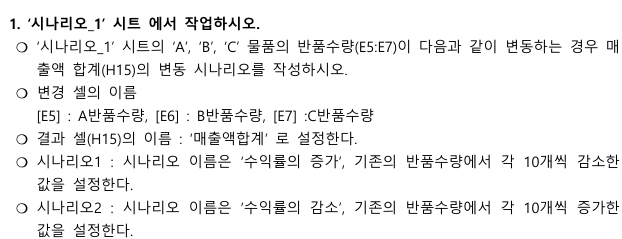 1. '시나리오_1' 시트 에서 작업하시오.
❍ '시나리오_1' 시트의 'A', 'B', 'C' 물품의 반품수량(E5:E7)이 다음과 같이 변동하는 경우 매
출액 합계(H15)의 변동 시나리오를 작성하시오.
❍ 변경 셀의 이름
[E5] : A반품수량, [E6] : B반품수량, [E7] :C반품수량
❍ 결과 셀(H15)의 이름 : '매출액합계' 로 설정한다.
❍ 시나리오1 : 시나리오 이름은 '수익률의 증가', 기존의 반품수량에서 각 10개씩 감소한
값을 설정한다.
❍ 시나리오2 : 시나리오 이름은 '수익률의 감소', 기존의 반품수량에서 각 10개씩 증가한
값을 설정한다.